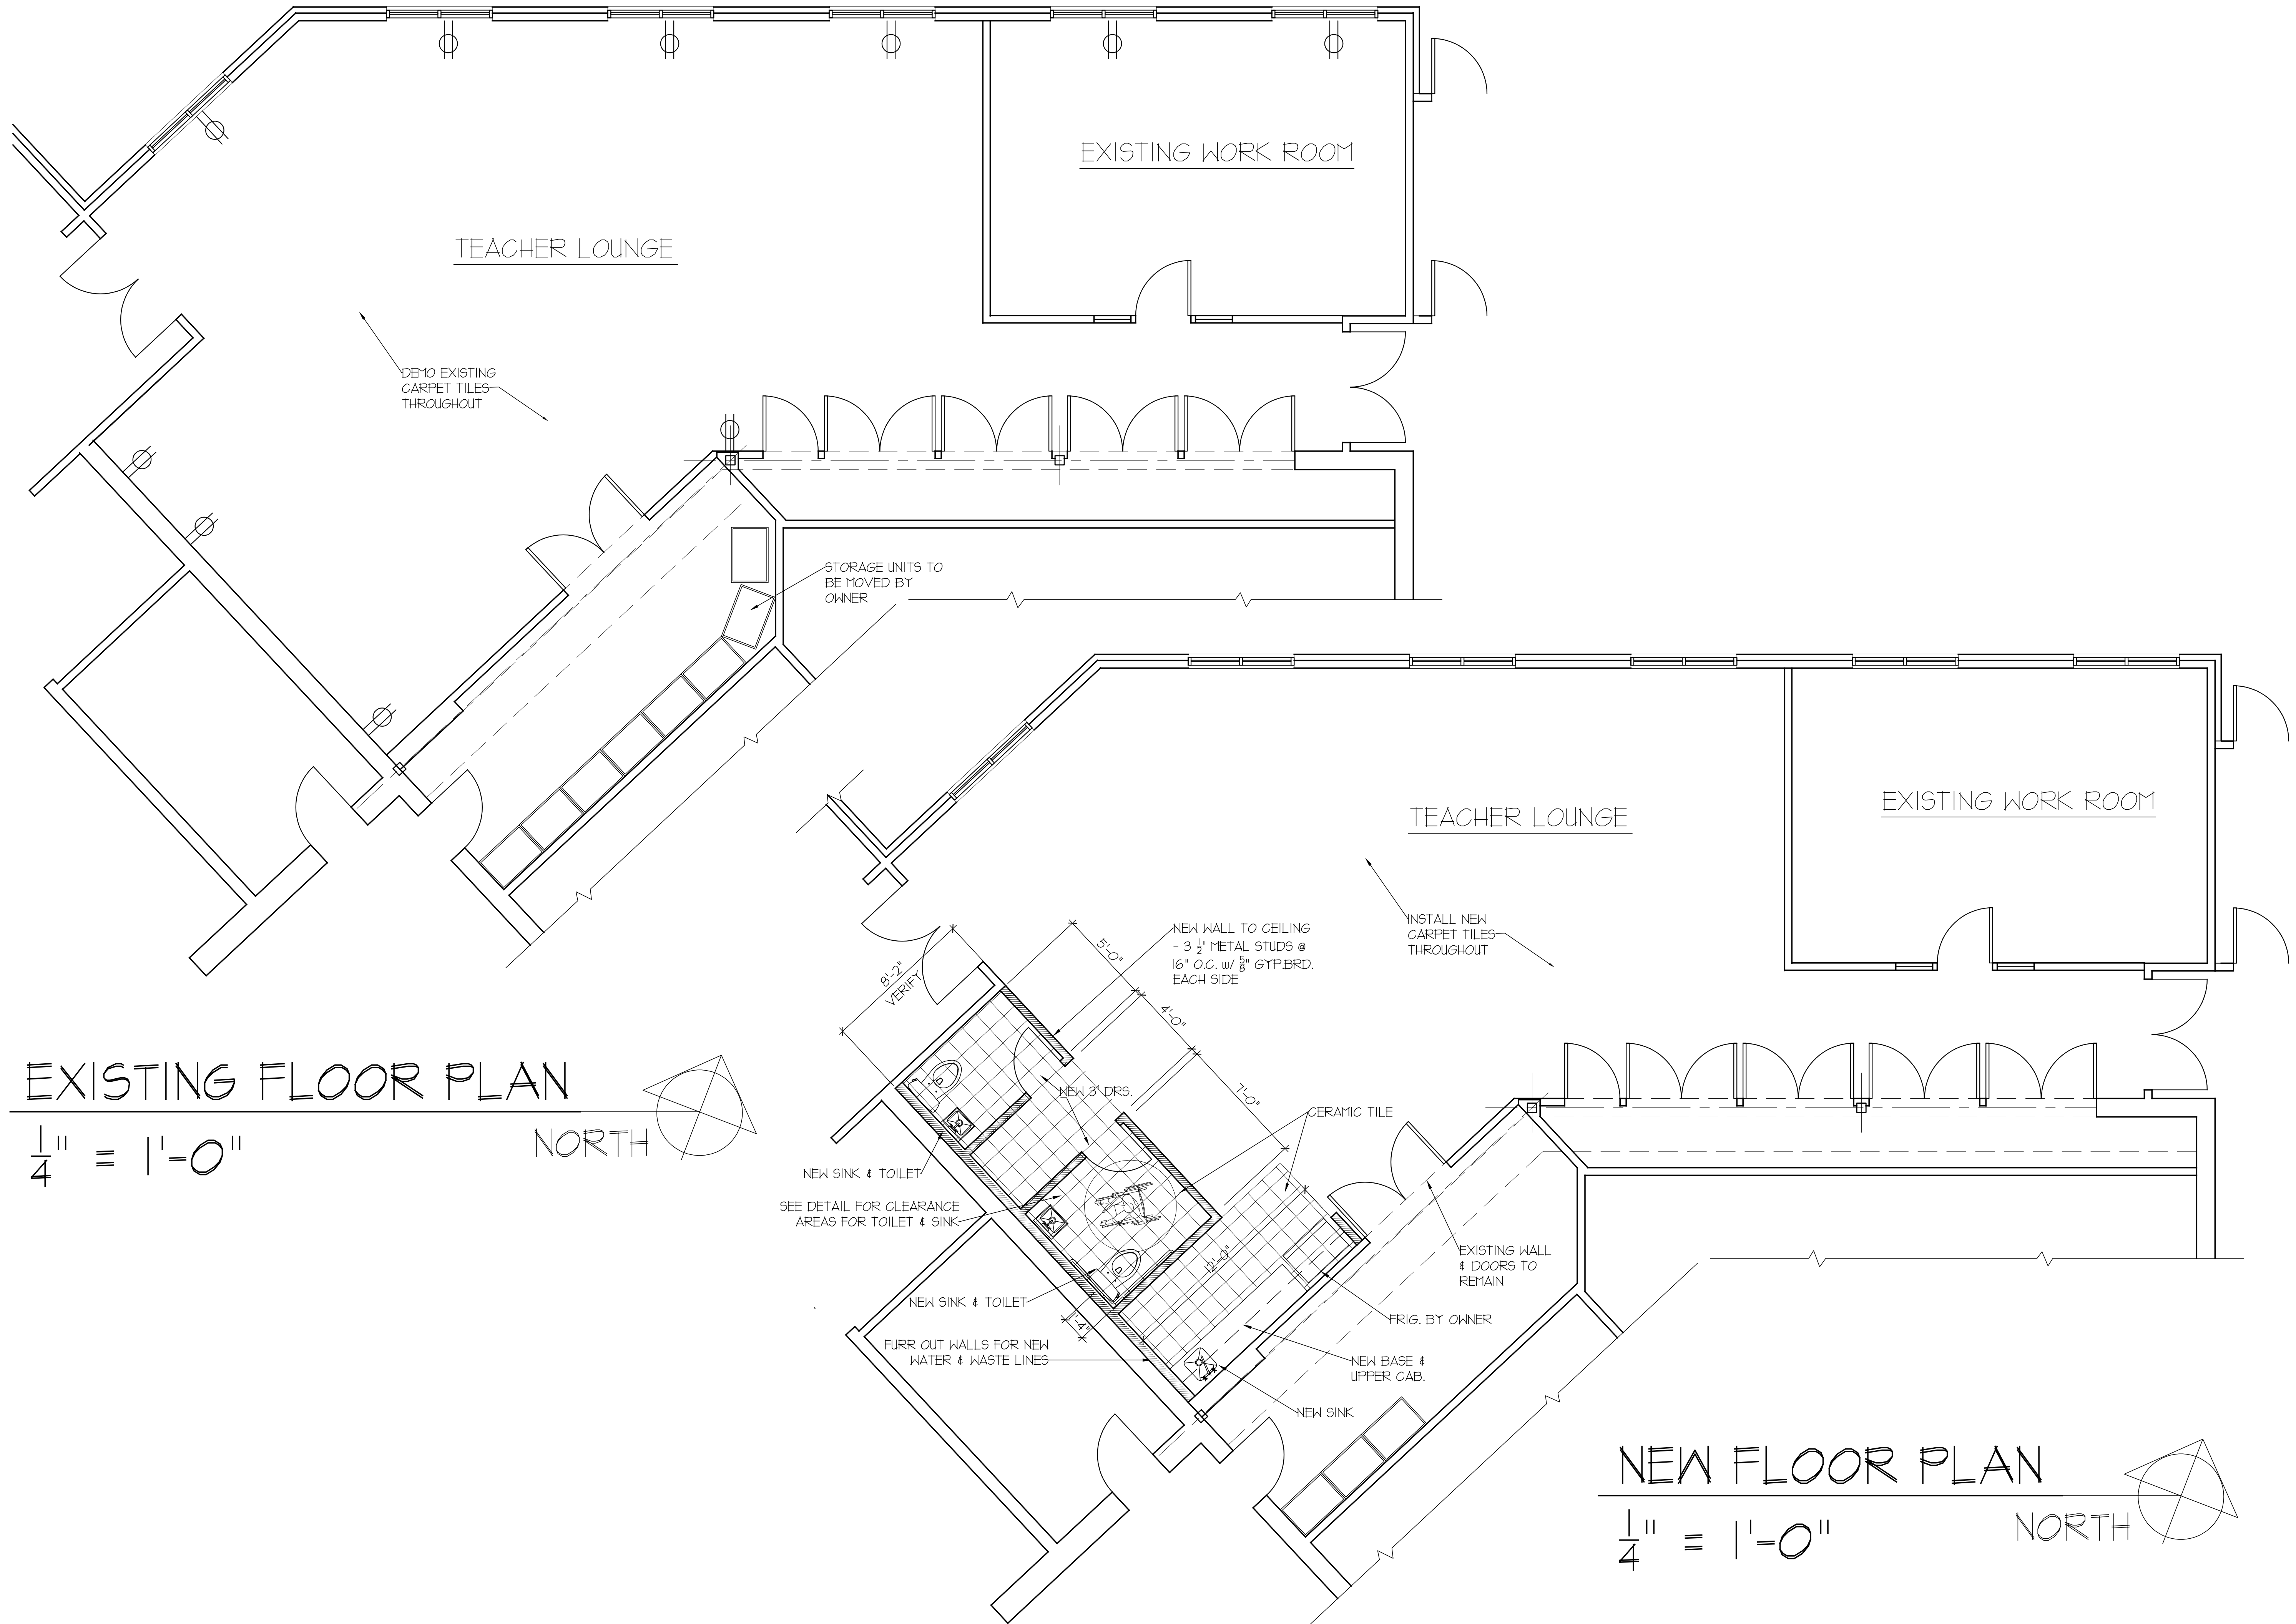 EXISTING WORK ROOM
TEACHER LOUNGE
DEMO EXISTING
CARPET TILES
THROUGHOUT
STORAGE UNITS TO
BE MOVED BY
OWNER
EXISTING FLOOR PLAN
1/4" = 1'-0"
NORTH
TEACHER LOUNGE
EXISTING WORK ROOM
INSTALL NEW
CARPET TILES
THROUGHOUT
NEW WALL TO CEILING
- 3 1/2" METAL STUDS @
16" O.C. w/ 5/8" GYP.BRD.
EACH SIDE
8'-2"
VERIFY
5'-0"
4'-0"
7'-0"
NEW 3' DRS.
CERAMIC TILE
NEW SINK & TOILET
SEE DETAIL FOR CLEARANCE
AREAS FOR TOILET & SINK
12'-0"
EXISTING WALL
& DOORS TO
REMAIN
NEW SINK & TOILET
1'-4"
FRIG. BY OWNER
FURR OUT WALLS FOR NEW
WATER & WASTE LINES
NEW BASE &
UPPER CAB.
NEW SINK
NEW FLOOR PLAN
1/4" = 1'-0"
NORTH